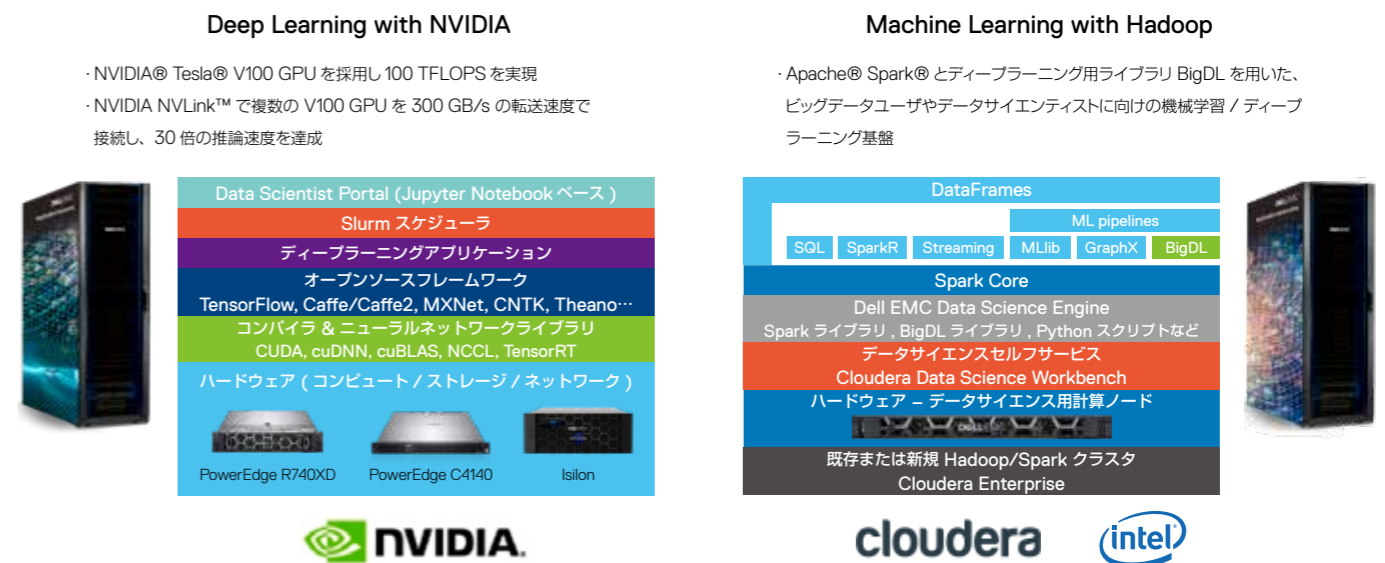 Deep Learning with NVIDIA
· NVIDIA® Tesla® V100 GPU を採用し 100 TFLOPS を実現
· NVIDIA NVLink™ で複数の V100 GPU を 300 GB/s の転送速度で
接続し、30 倍の推論速度を達成
Data Scientist Portal (Jupyter Notebook ベース )
Slurm スケジューラ
ディープラーニングアプリケーション
オープンソースフレームワーク
TensorFlow, Caffe/Caffe2, MXNet, CNTK, Theano…
コンパイラ & ニューラルネットワークライブラリ
CUDA, cuDNN, cuBLAS, NCCL, TensorRT
ハードウェア ( コンピュート / ストレージ / ネットワーク )
PowerEdge R740XD
PowerEdge C4140
Isilon
NVIDIA.
Machine Learning with Hadoop
· Apache® Spark® とディープラーニング用ライブラリ BigDL を用いた、
ビッグデータユーザやデータサイエンティストに向けの機械学習 / ディープ
ラーニング基盤
DataFrames
ML pipelines
SQL
SparkR
Streaming
MLlib
GraphX
BigDL
Spark Core
Dell EMC Data Science Engine
Spark ライブラリ , BigDL ライブラリ , Python スクリプトなど
データサイエンスセルフサービス
Cloudera Data Science Workbench
ハードウェア – データサイエンス用計算ノード
DELL EMC
既存または新規 Hadoop/Spark クラスタ
Cloudera Enterprise
cloudera
intel